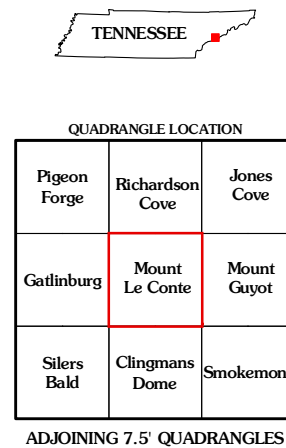 TENNESSEE
QUADRANGLE LOCATION
Pigeon
Forge
Richardson
Cove
Jones
Cove
Gatlinburg
Mount
Le Conte
Mount
Guyot
Silers
Bald
Clingmans
Dome
Smokemont
ADJOINING 7.5' QUADRANGLES